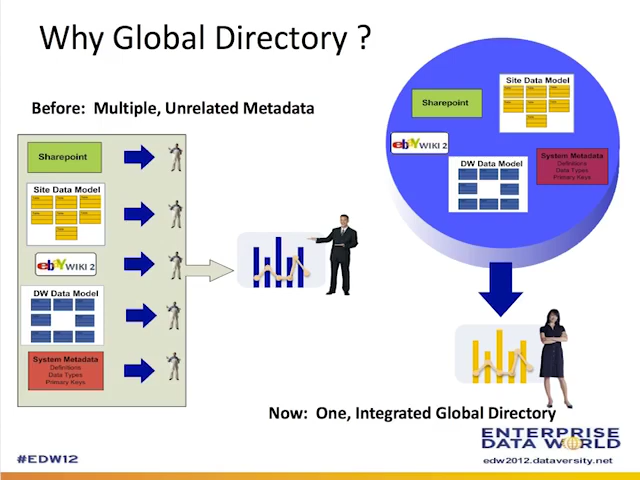 Why Global Directory ?
Before: Multiple, Unrelated Metadata
Sharepoint
Site Data Model
ebay WIKI 2
DW Data Model
System Metadata
Definitions
Data Types
Primary Keys
Sharepoint
Site Data Model
ebay WIKI 2
DW Data Model
System Metadata
Definitions
Data Types
Primary Keys
Now: One, Integrated Global Directory
#EDW12
ENTERPRISE
DATA WORLD
edw2012.dataversity.net